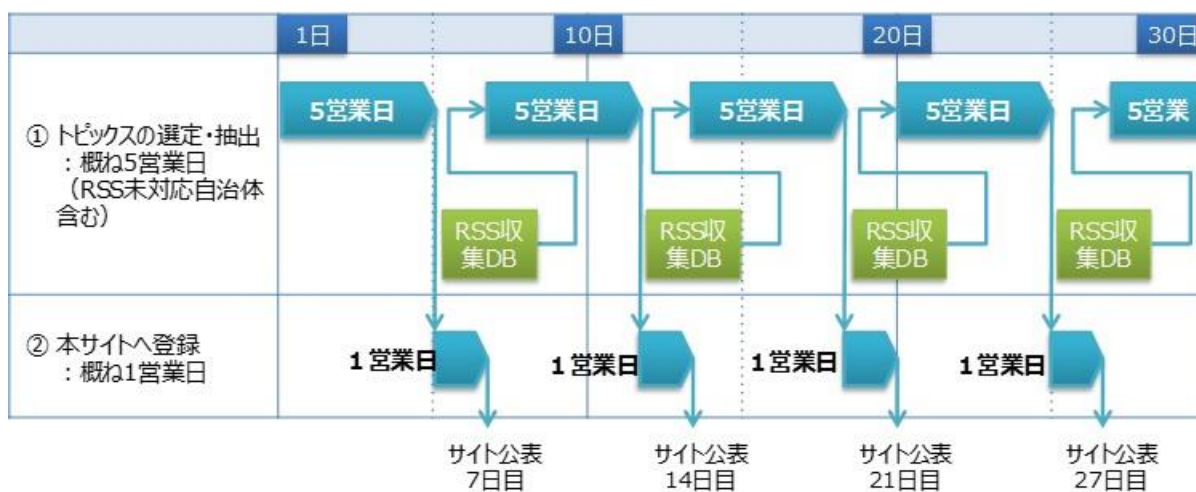 1日 10日 20日 30日
① トピックスの選定・抽出
：概ね5営業日
（RSS未対応自治体
含む）
5営業日 5営業日 5営業日 5営業日 5営業
RSS収
集DB
RSS収
集DB
RSS収
集DB
RSS収
集DB
② 本サイトへ登録
：概ね1営業日
１営業日 １営業日 １営業日 １営業日
サイト公表
7日目
サイト公表
14日目
サイト公表
21日目
サイト公表
27日目